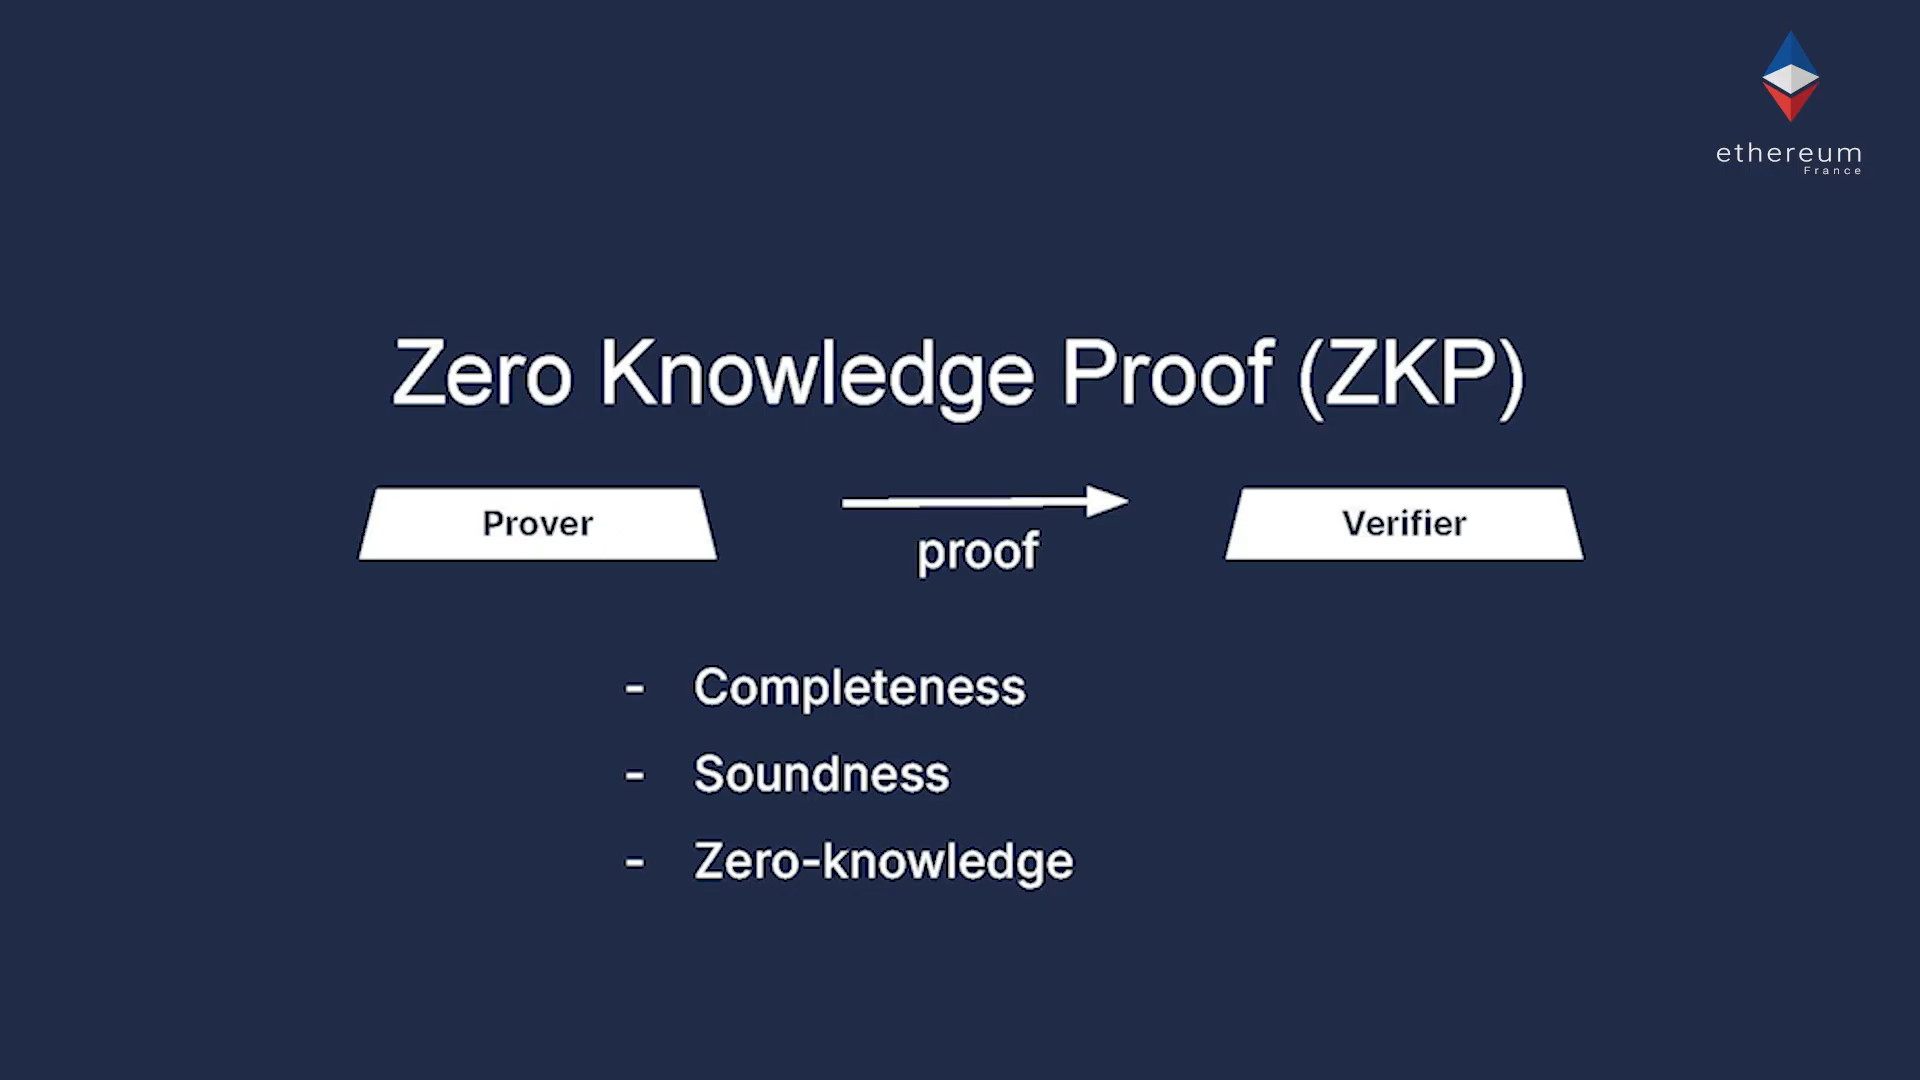 ethereum
France
Zero Knowledge Proof (ZKP)
Prover
proof
Verifier
- Completeness
- Soundness
- Zero-knowledge